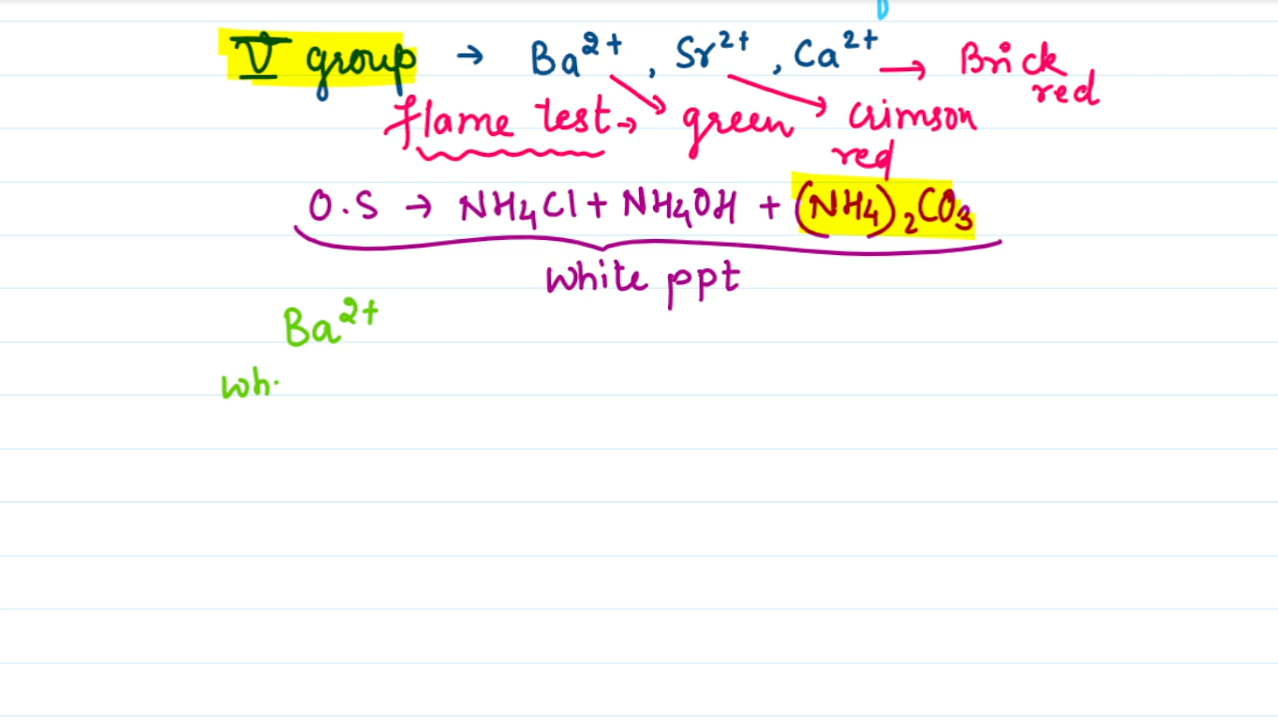 V group → Ba²⁺, Sr²⁺, Ca²⁺ → Brick red
flame test → green crimson red
O.S → NH₄Cl + NH₄OH + (NH₄)₂CO₃
white ppt
Ba²⁺
wh.